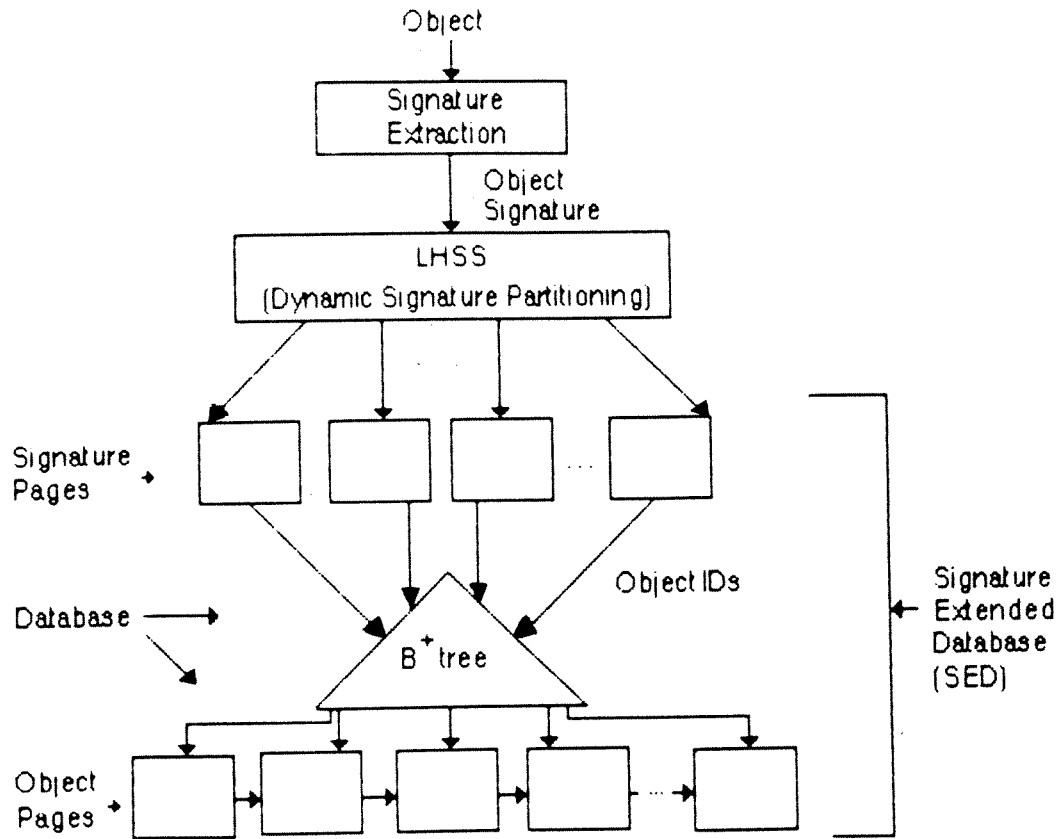 Object
Signature
Extraction
Object
Signature
LHSS
(Dynamic Signature Partitioning)
Signature
Pages
...
Object IDs
Signature
Extended
Database
(SED)
Database
B+ tree
Object
Pages
...